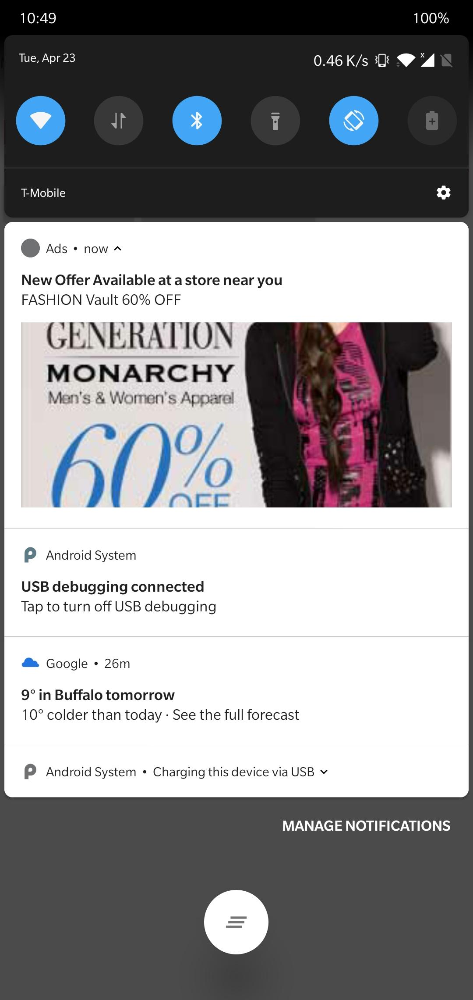 10:49 100%
Tue, Apr 23 0.46 K/s x
T-Mobile
Ads • now
New Offer Available at a store near you
FASHION Vault 60% OFF
GENERATION
MONARCHY
Men's & Women's Apparel
60%
OFF
Android System
USB debugging connected
Tap to turn off USB debugging
Google • 26m
9° in Buffalo tomorrow
10° colder than today · See the full forecast
Android System • Charging this device via USB
MANAGE NOTIFICATIONS